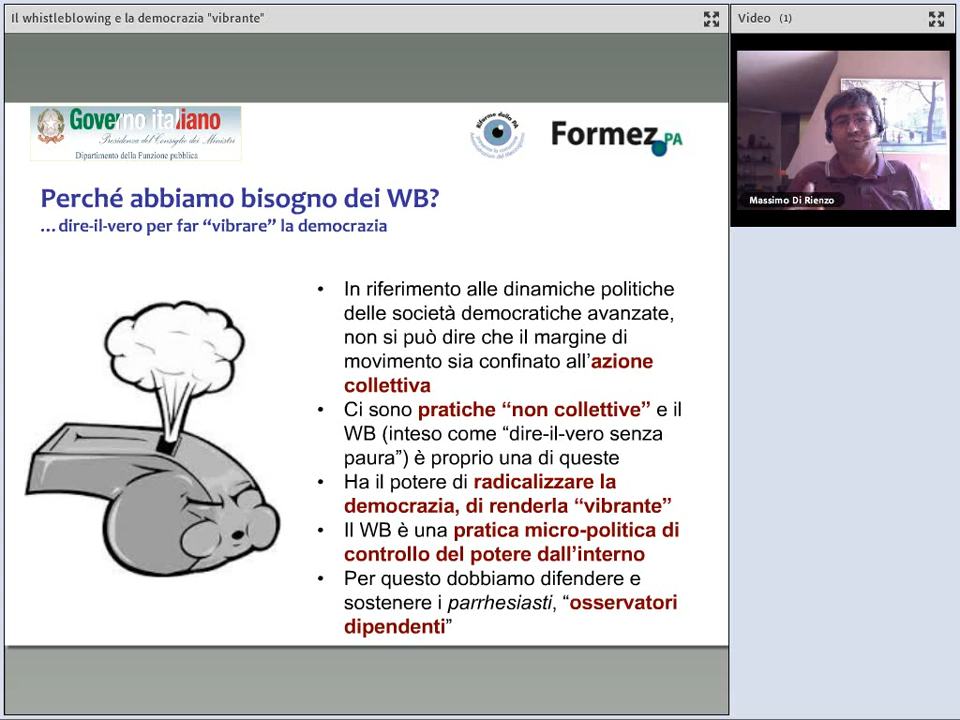 Il whistleblowing e la democrazia "vibrante"
Video (1)
Governo italiano
Presidenza del Consiglio dei Ministri
Dipartimento della Funzione pubblica
Riforme della PA
Formez PA
Massimo Di Rienzo
Perché abbiamo bisogno dei WB?
…dire-il-vero per far “vibrare” la democrazia
• In riferimento alle dinamiche politiche
delle società democratiche avanzate,
non si può dire che il margine di
movimento sia confinato all’azione
collettiva
• Ci sono pratiche “non collettive” e il
WB (inteso come “dire-il-vero senza
paura”) è proprio una di queste
• Ha il potere di radicalizzare la
democrazia, di renderla “vibrante”
• Il WB è una pratica micro-politica di
controllo del potere dall’interno
• Per questo dobbiamo difendere e
sostenere i parrhesiasti, “osservatori
dipendenti”